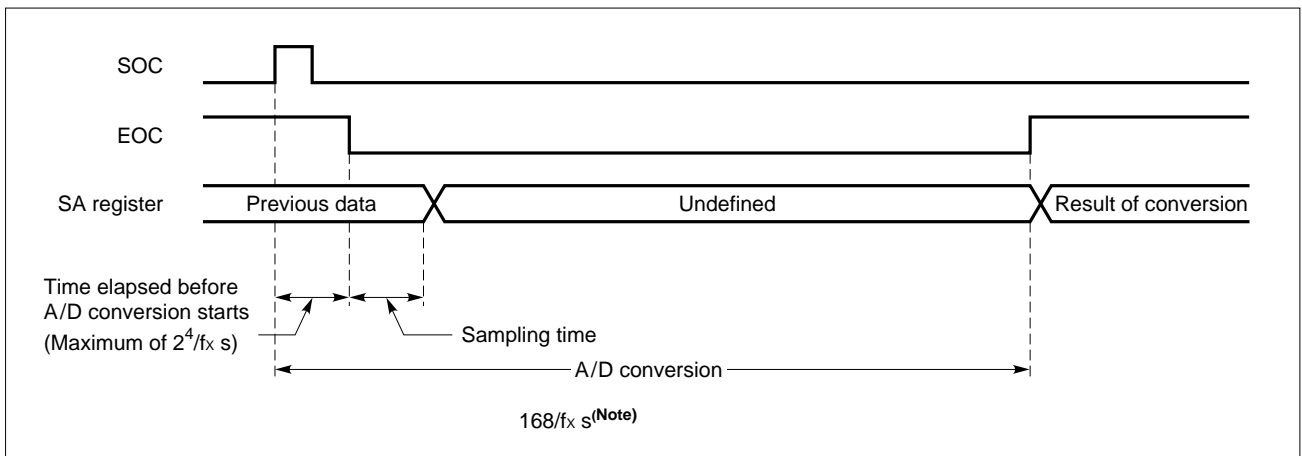 SOC
EOC
SA register
Previous data
Undefined
Result of conversion
Time elapsed before
A/D conversion starts
(Maximum of 2⁴/fx s)
Sampling time
A/D conversion
168/fx s(Note)